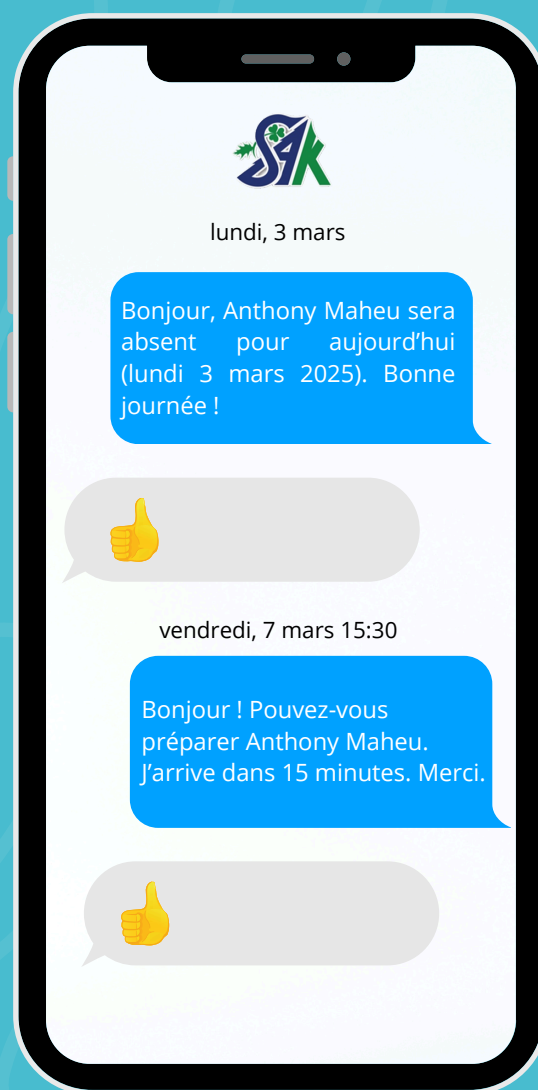 SAK
lundi, 3 mars
Bonjour, Anthony Maheu sera
absent pour aujourd’hui
(lundi 3 mars 2025). Bonne
journée !
👍
vendredi, 7 mars 15:30
Bonjour ! Pouvez-vous
préparer Anthony Maheu.
J’arrive dans 15 minutes. Merci.
👍